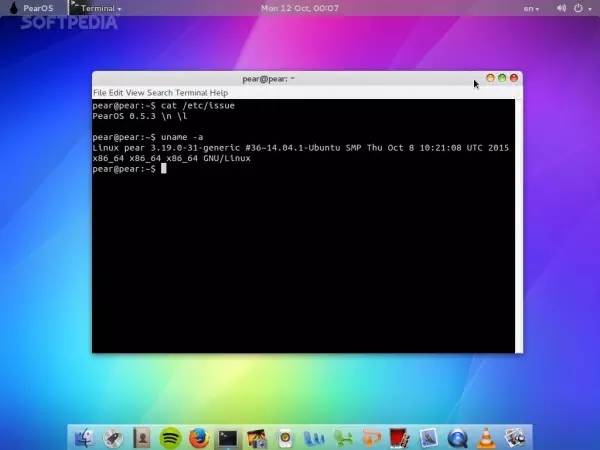 PearOS Terminal Mon 12 Oct, 00:07 en
SOFTPEDIA
pear@pear: ~
File Edit View Search Terminal Help
pear@pear:~$ cat /etc/issue
PearOS 0.5.3 \n \l
pear@pear:~$ uname -a
Linux pear 3.19.0-31-generic #36~14.04.1-Ubuntu SMP Thu Oct 8 10:21:08 UTC 2015
x86_64 x86_64 x86_64 GNU/Linux
pear@pear:~$